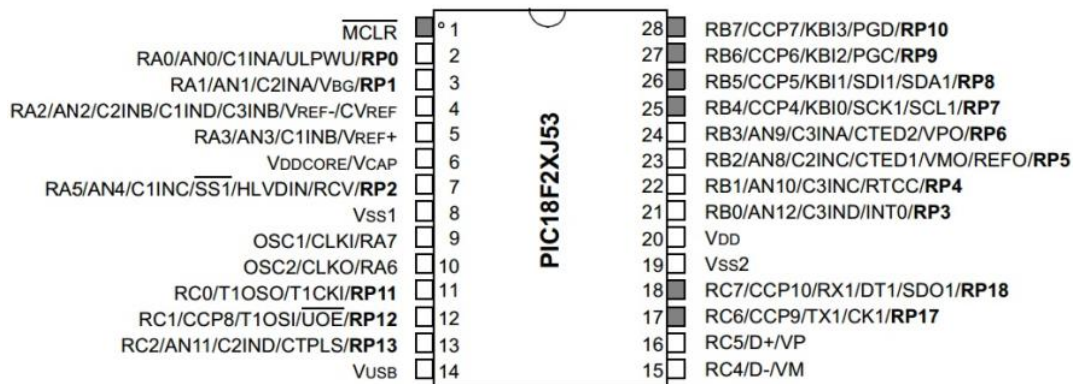 MCLR 1
RA0/AN0/C1INA/ULPWU/RP0 2
RA1/AN1/C2INA/VBG/RP1 3
RA2/AN2/C2INB/C1IND/C3INB/VREF-/CVREF 4
RA3/AN3/C1INB/VREF+ 5
VDDCORE/VCAP 6
RA5/AN4/C1INC/SS1/HLVDIN/RCV/RP2 7
VSS1 8
OSC1/CLKI/RA7 9
OSC2/CLKO/RA6 10
RC0/T1OSO/T1CKI/RP11 11
RC1/CCP8/T1OSI/UOE/RP12 12
RC2/AN11/C2IND/CTPLS/RP13 13
VUSB 14
PIC18F2XJ53
28 RB7/CCP7/KBI3/PGD/RP10
27 RB6/CCP6/KBI2/PGC/RP9
26 RB5/CCP5/KBI1/SDI1/SDA1/RP8
25 RB4/CCP4/KBI0/SCK1/SCL1/RP7
24 RB3/AN9/C3INA/CTED2/VPO/RP6
23 RB2/AN8/C2INC/CTED1/VMO/REFO/RP5
22 RB1/AN10/C3INC/RTCC/RP4
21 RB0/AN12/C3IND/INT0/RP3
20 VDD
19 VSS2
18 RC7/CCP10/RX1/DT1/SDO1/RP18
17 RC6/CCP9/TX1/CK1/RP17
16 RC5/D+/VP
15 RC4/D-/VM